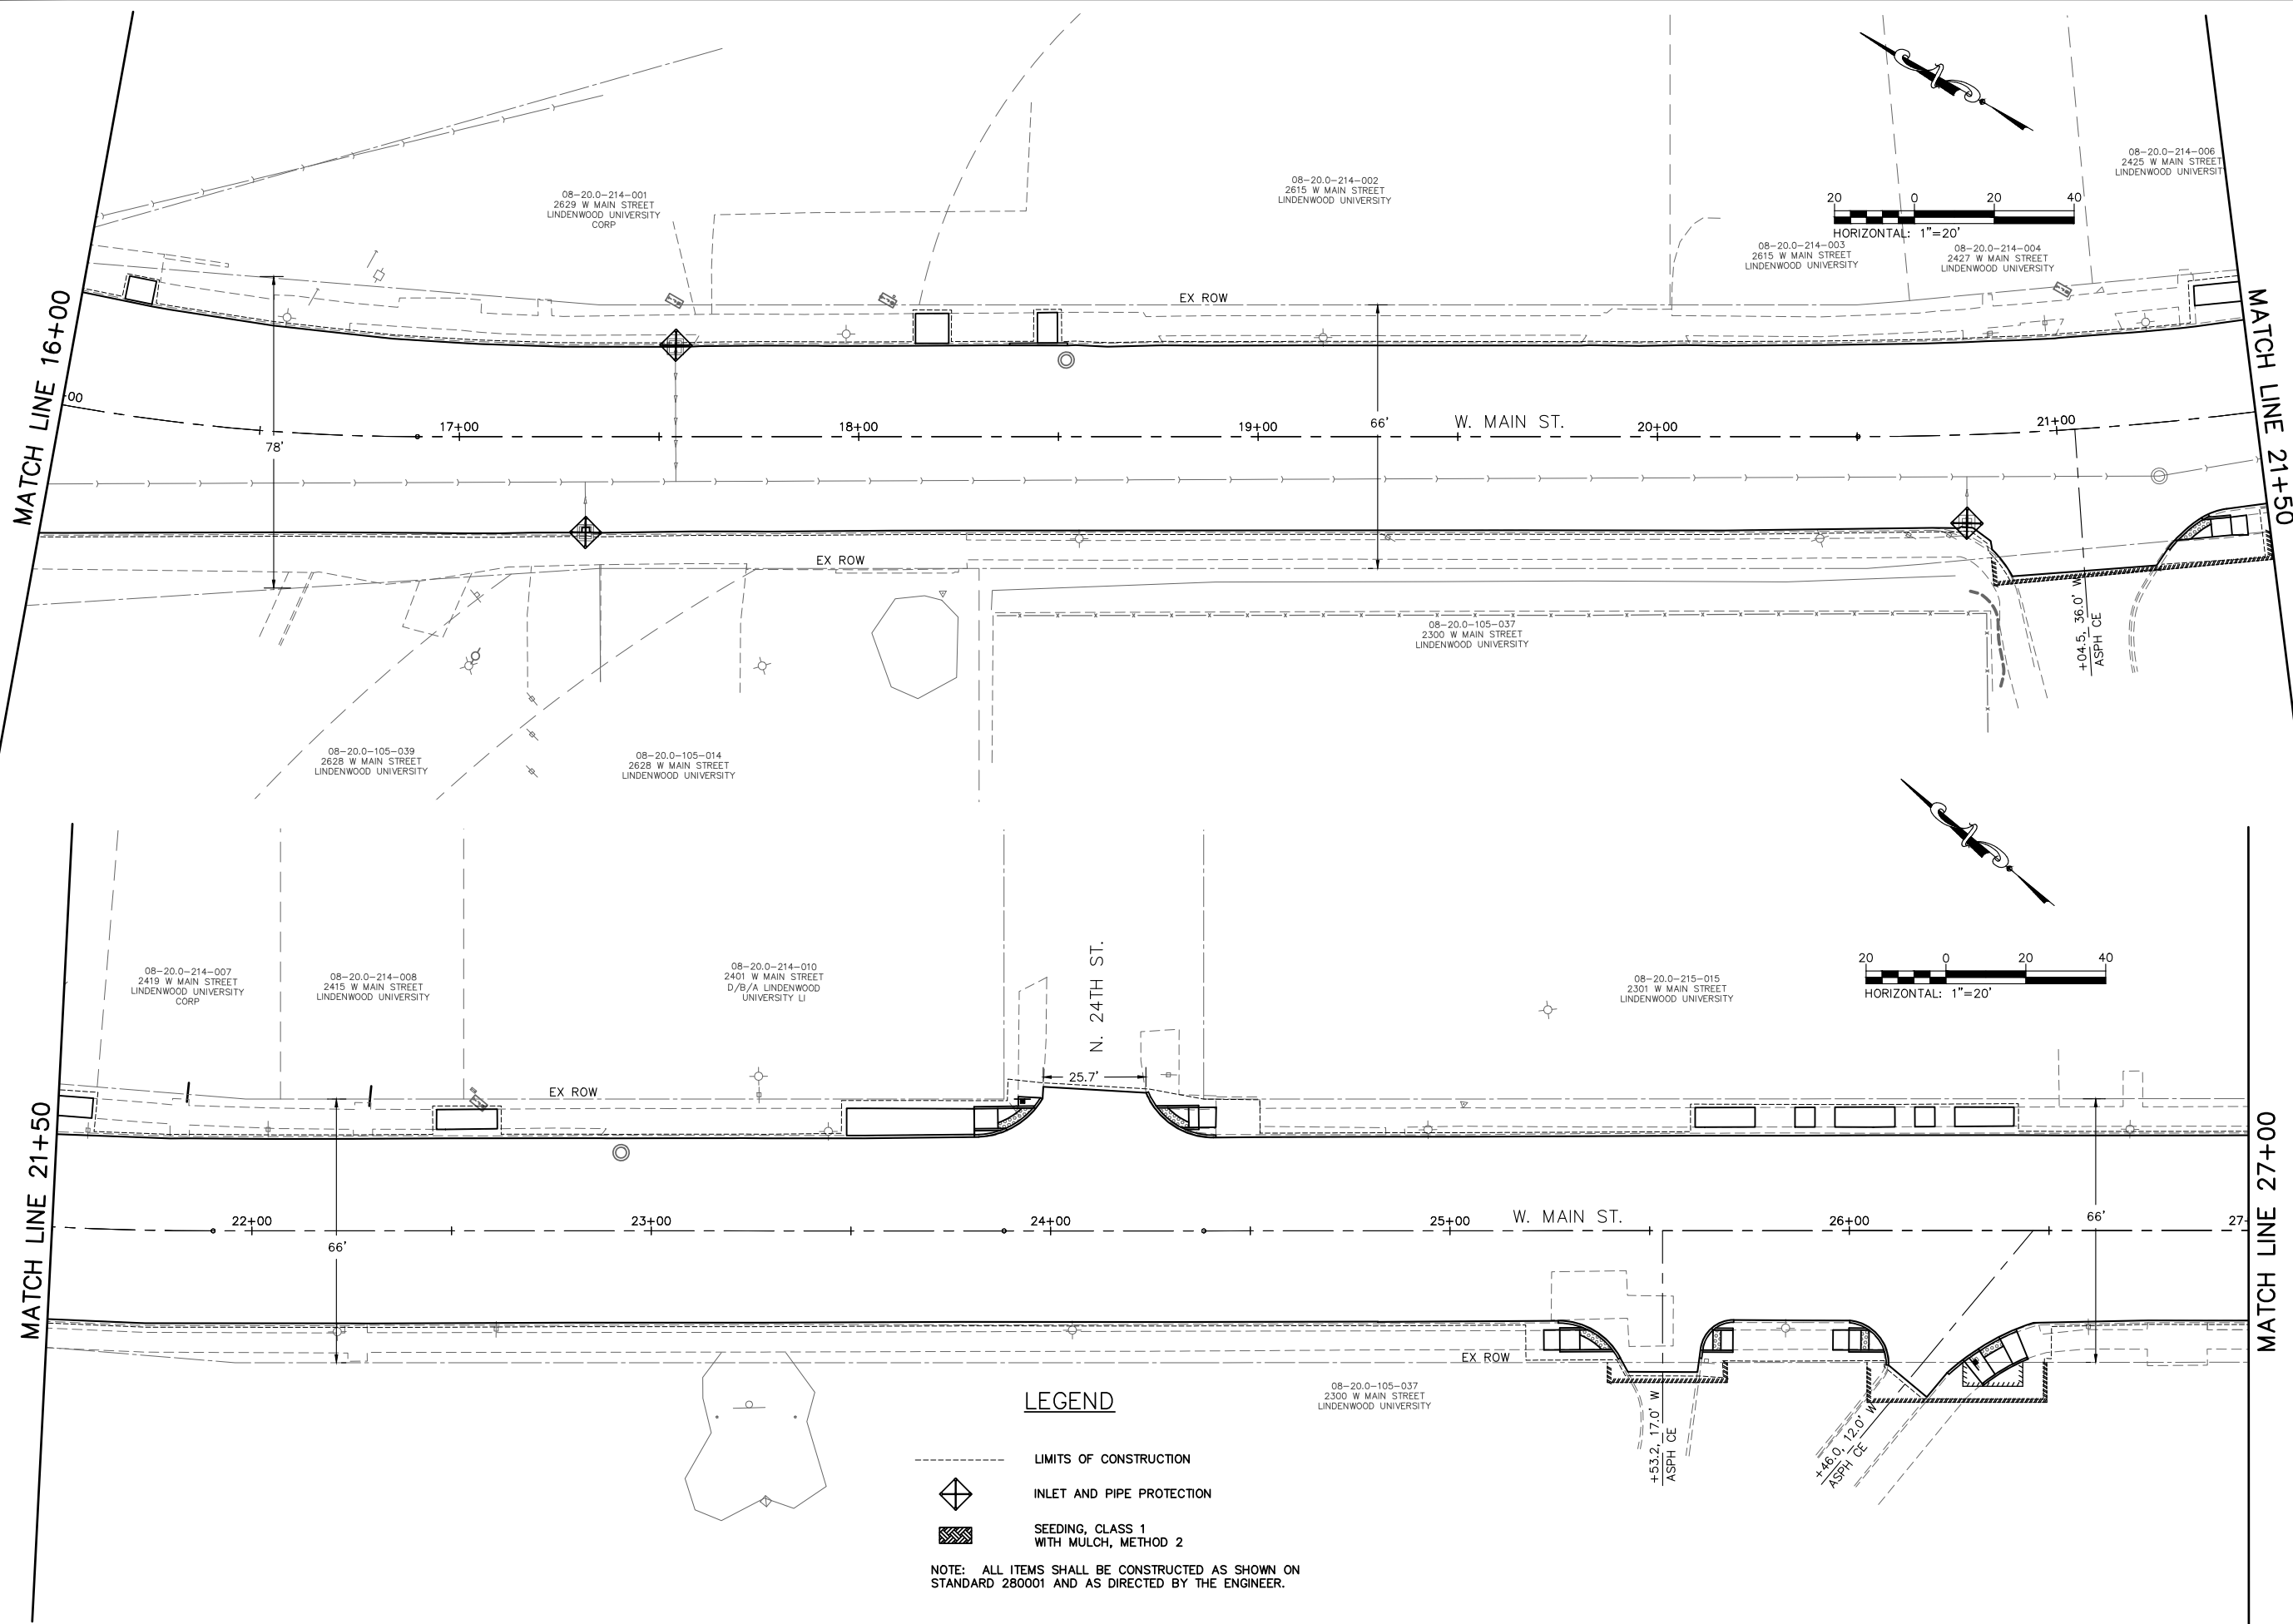 08-20.0-214-001
2629 W MAIN STREET
LINDENWOOD UNIVERSITY
CORP
08-20.0-214-002
2615 W MAIN STREET
LINDENWOOD UNIVERSITY
08-20.0-214-003
2615 W MAIN STREET
LINDENWOOD UNIVERSITY
08-20.0-214-004
2427 W MAIN STREET
LINDENWOOD UNIVERSITY
08-20.0-214-006
2425 W MAIN STREET
LINDENWOOD UNIVERSIT
20 0 20 40
HORIZONTAL: 1"=20'
MATCH LINE 16+00
MATCH LINE 21+50
EX ROW
+00
17+00
18+00
19+00
W. MAIN ST.
20+00
21+00
78'
66'
EX ROW
+04.5, 36.0' W
ASPH CE
08-20.0-105-037
2300 W MAIN STREET
LINDENWOOD UNIVERSITY
08-20.0-105-039
2628 W MAIN STREET
LINDENWOOD UNIVERSITY
08-20.0-105-014
2628 W MAIN STREET
LINDENWOOD UNIVERSITY
08-20.0-214-007
2419 W MAIN STREET
LINDENWOOD UNIVERSITY
CORP
08-20.0-214-008
2415 W MAIN STREET
LINDENWOOD UNIVERSITY
08-20.0-214-010
2401 W MAIN STREET
D/B/A LINDENWOOD
UNIVERSITY LI
N. 24TH ST.
08-20.0-215-015
2301 W MAIN STREET
LINDENWOOD UNIVERSITY
20 0 20 40
HORIZONTAL: 1"=20'
MATCH LINE 21+50
MATCH LINE 27+00
EX ROW
25.7'
22+00
23+00
24+00
25+00
W. MAIN ST.
26+00
27-
66'
66'
EX ROW
08-20.0-105-037
2300 W MAIN STREET
LINDENWOOD UNIVERSITY
+53.2, 17.0' W
ASPH CE
+46.0, 12.0' W
ASPH CE
LEGEND
LIMITS OF CONSTRUCTION
INLET AND PIPE PROTECTION
SEEDING, CLASS 1
WITH MULCH, METHOD 2
NOTE: ALL ITEMS SHALL BE CONSTRUCTED AS SHOWN ON
STANDARD 280001 AND AS DIRECTED BY THE ENGINEER.